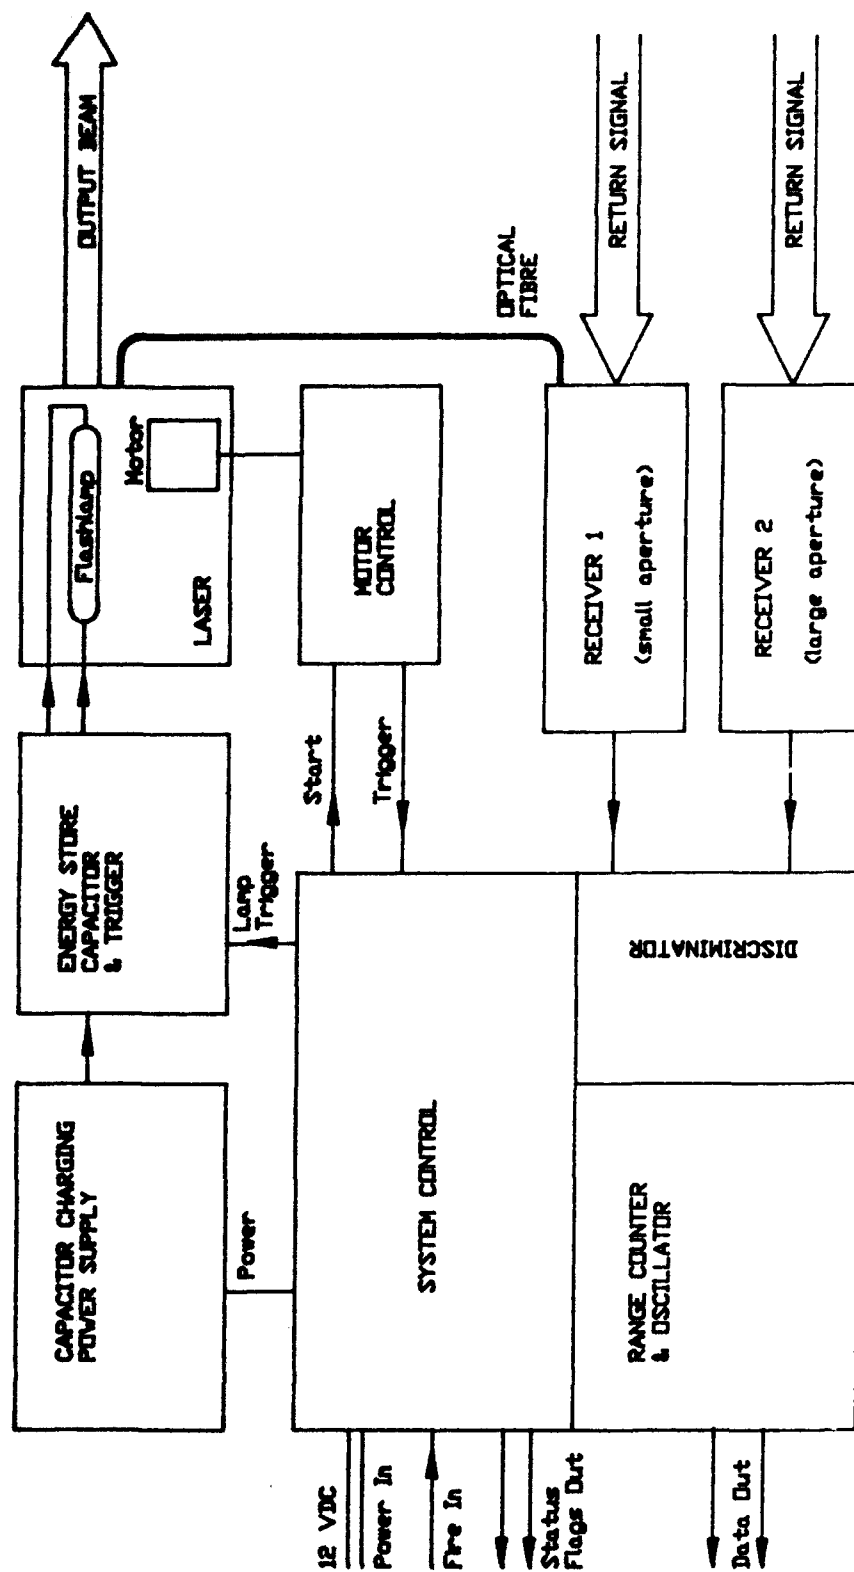 CAPACITOR CHARGING
POWER SUPPLY
ENERGY STORE
CAPACITOR
& TRIGGER
Flashlamp
Motor
LASER
OUTPUT BEAM
Power
Lamp
Trigger
Start
Trigger
MOTOR
CONTROL
OPTICAL
FIBRE
12 VDC
Power In
Fire In
Status
Flags Out
SYSTEM CONTROL
RECEIVER 1
(small aperture)
RETURN SIGNAL
Data Out
RANGE COUNTER
& OSCILLATOR
DISCRIMINATOR
RECEIVER 2
(large aperture)
RETURN SIGNAL